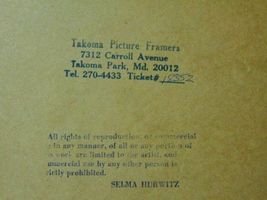 Takoma Picture Framers
7312 Carroll Avenue
Takoma Park, Md. 20012
Tel. 270-4433 Ticket#
All rights of reproduction, or commercial
in any manner, of all or any portion of
work are limited to the artist, and
commercial use by any other person is
strictly prohibited.
SELMA HURWITZ